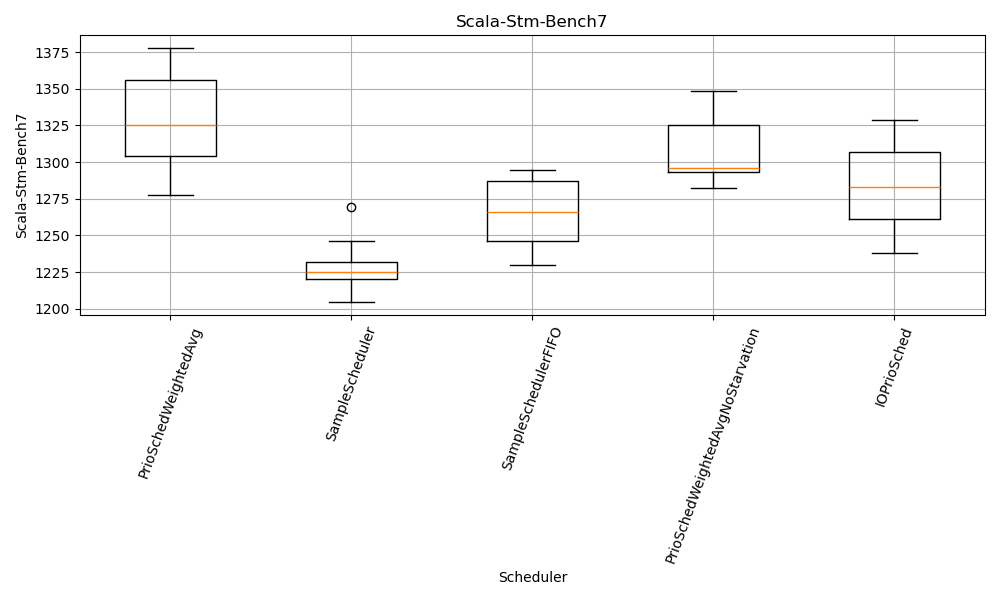 Scala-Stm-Bench7
Scala-Stm-Bench7
1375
1350
1325
1300
1275
1250
1225
1200
PrioSchedWeightedAvg
SampleScheduler
SampleSchedulerFIFO
PrioSchedWeightedAvgNoStarvation
IOPrioSched
Scheduler